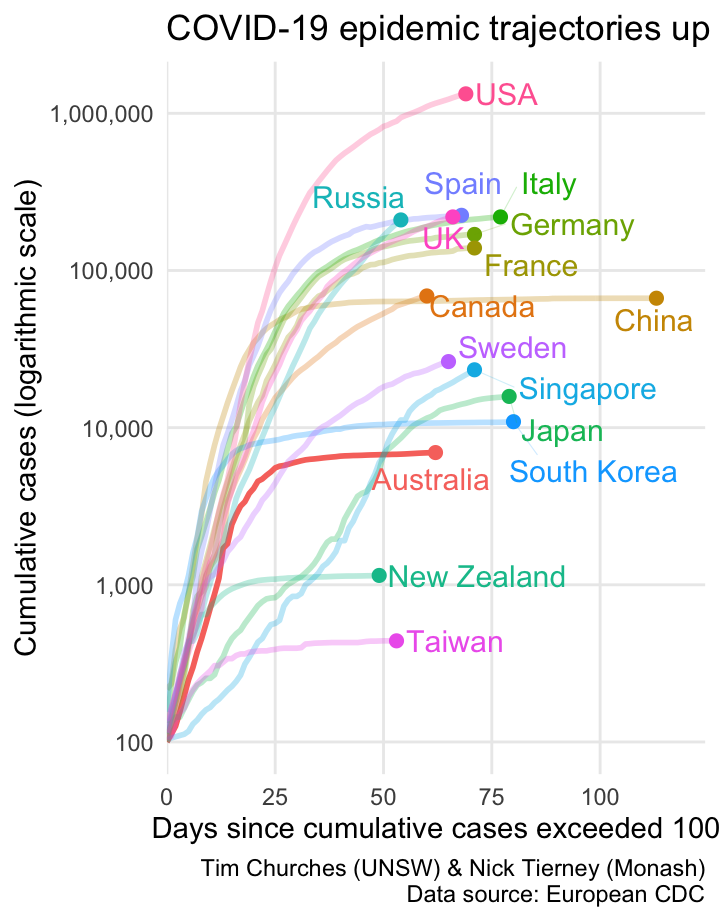 COVID-19 epidemic trajectories up
Cumulative cases (logarithmic scale)
1,000,000
100,000
10,000
1,000
100
USA
Russia
Spain
Italy
UK
Germany
France
Canada
China
Sweden
Singapore
Japan
South Korea
Australia
New Zealand
Taiwan
0 25 50 75 100
Days since cumulative cases exceeded 100
Tim Churches (UNSW) & Nick Tierney (Monash)
Data source: European CDC